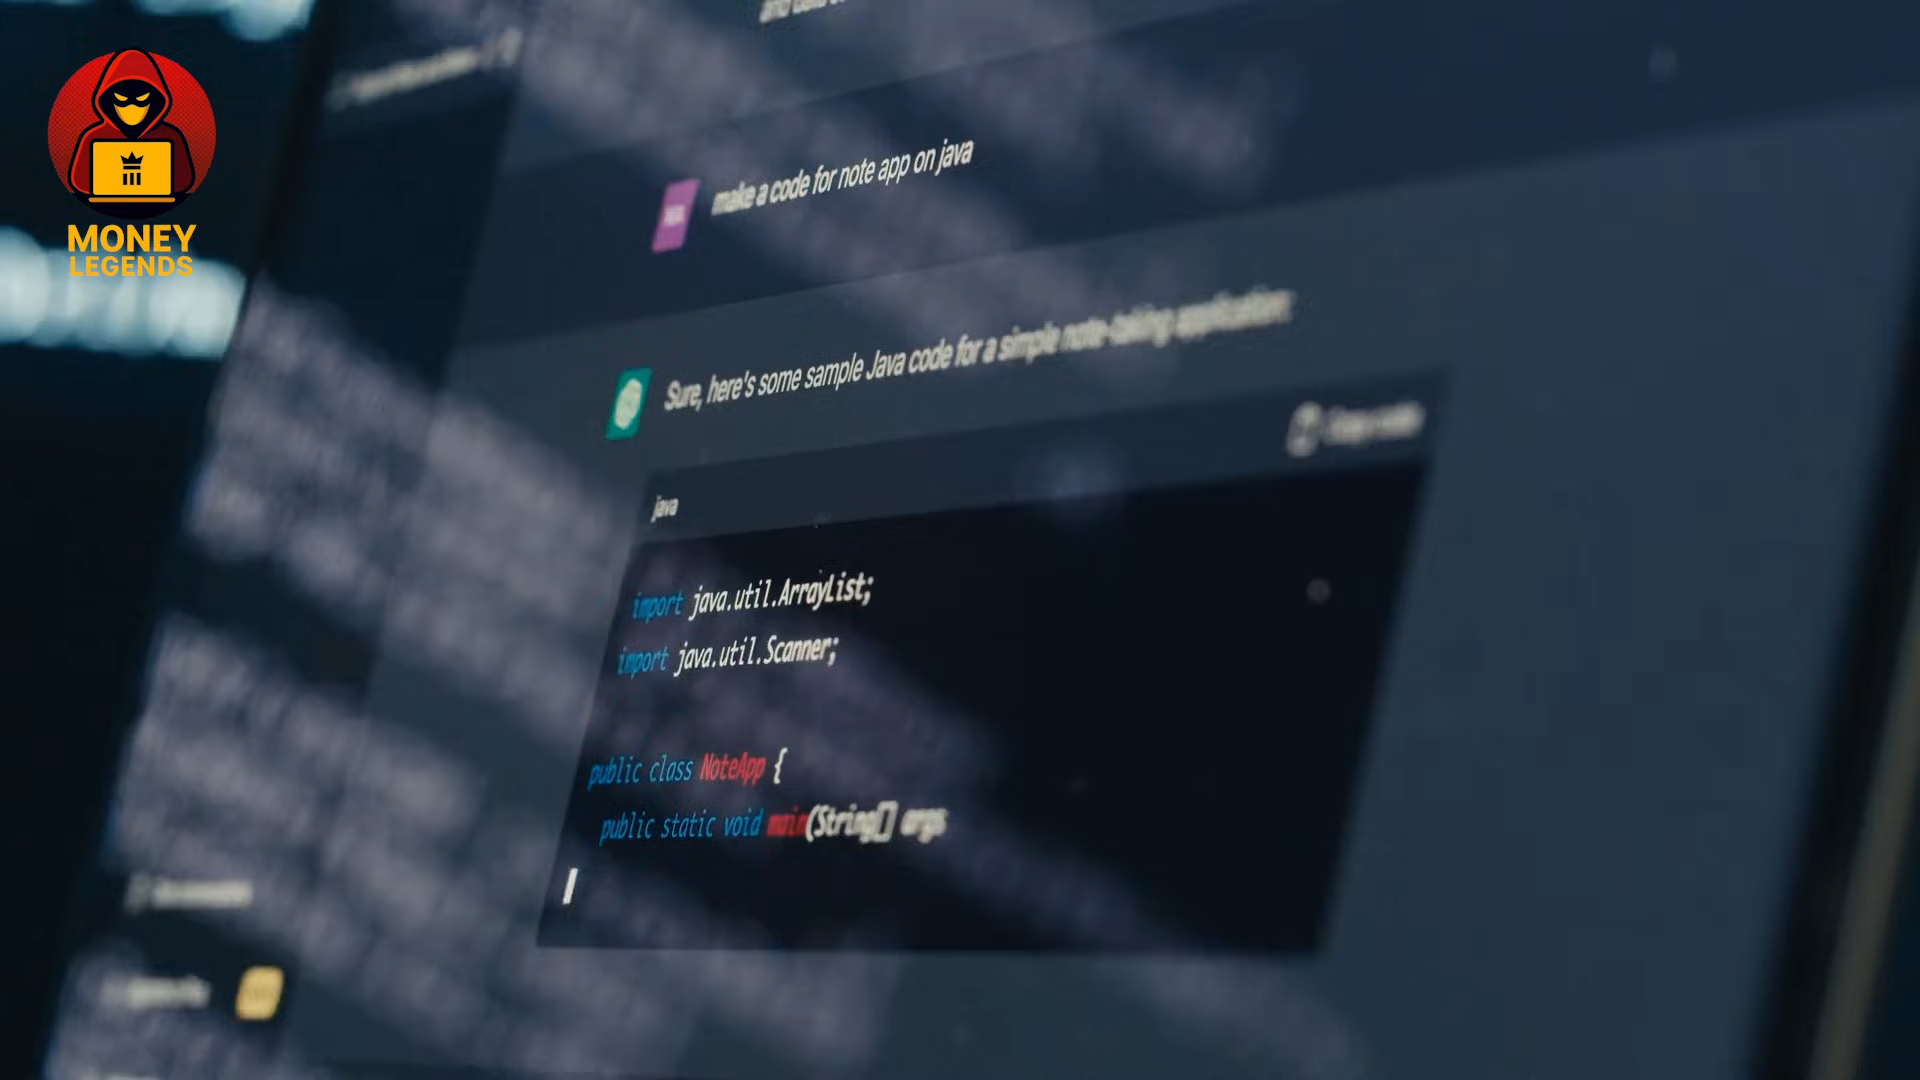 MONEY
LEGENDS
make a code for note app on java
Sure, here's some sample Java code for a simple note-taking application:
java
import java.util.ArrayList;
import java.util.Scanner;
public class NoteApp {
public static void main(String[] args